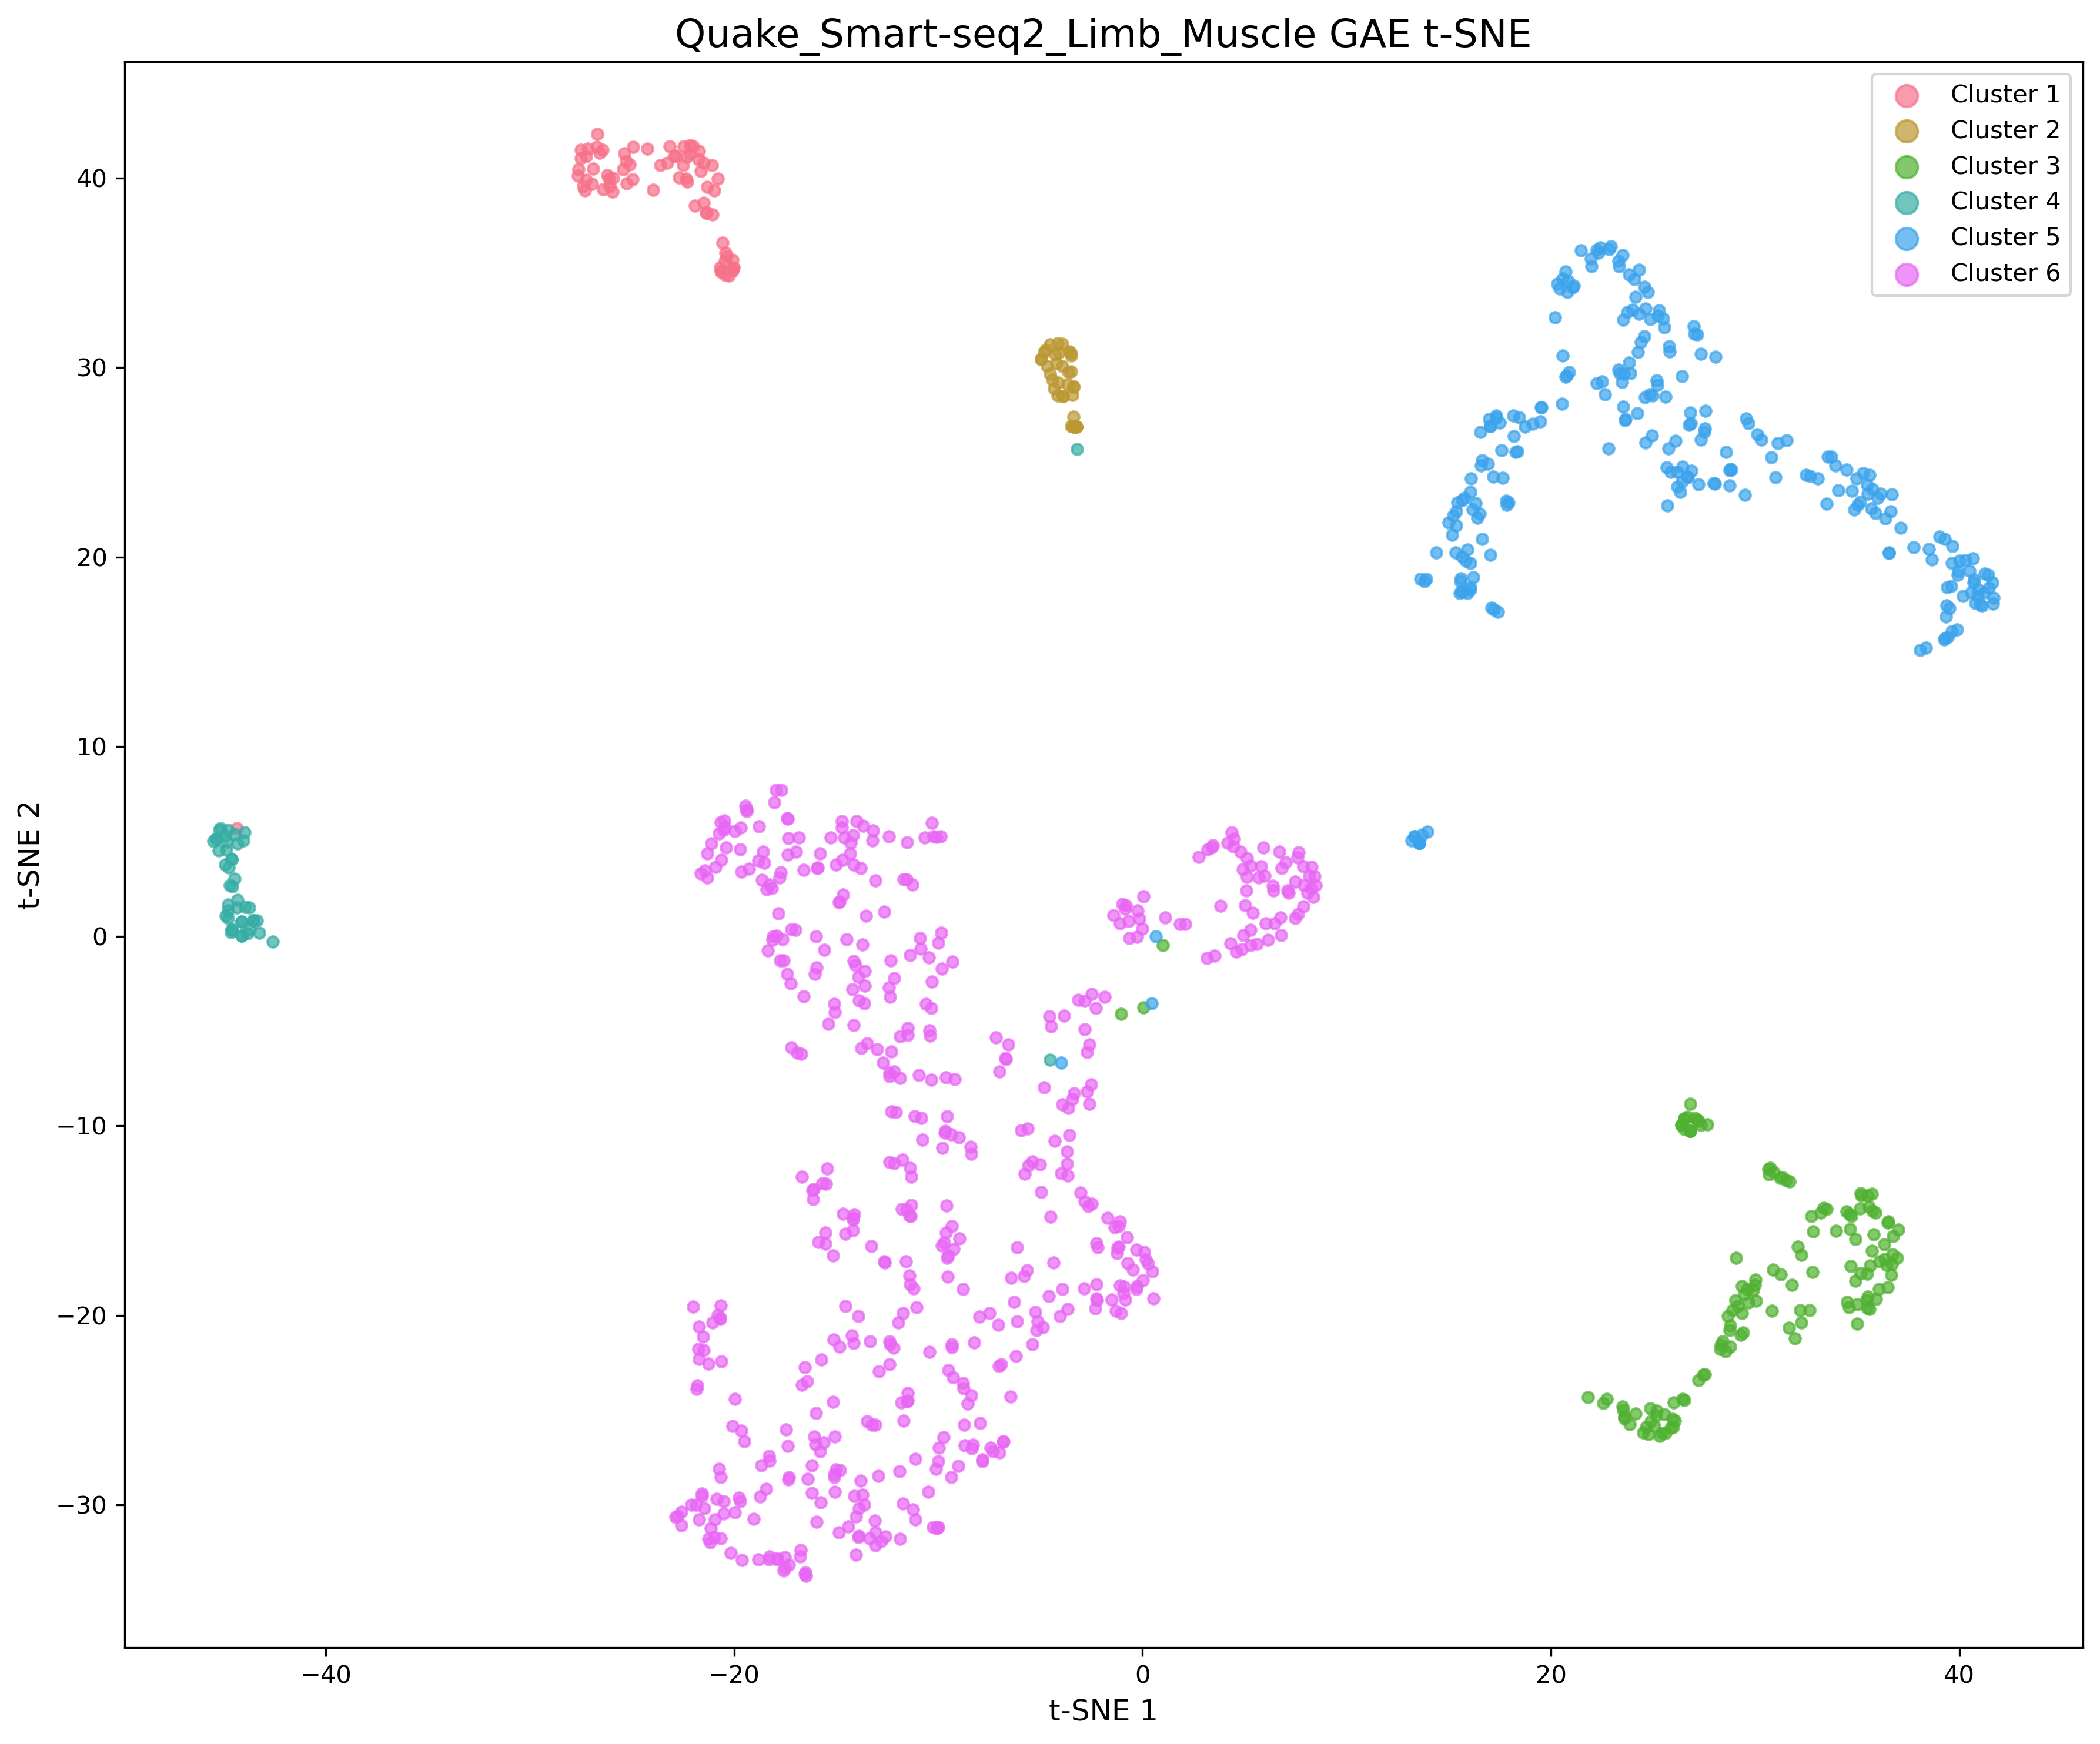 Quake_Smart-seq2_Limb_Muscle GAE t-SNE
Cluster 1
Cluster 2
Cluster 3
Cluster 4
Cluster 5
Cluster 6
40
30
20
10
0
−10
−20
−30
t-SNE 2
−40
−20
0
20
40
t-SNE 1